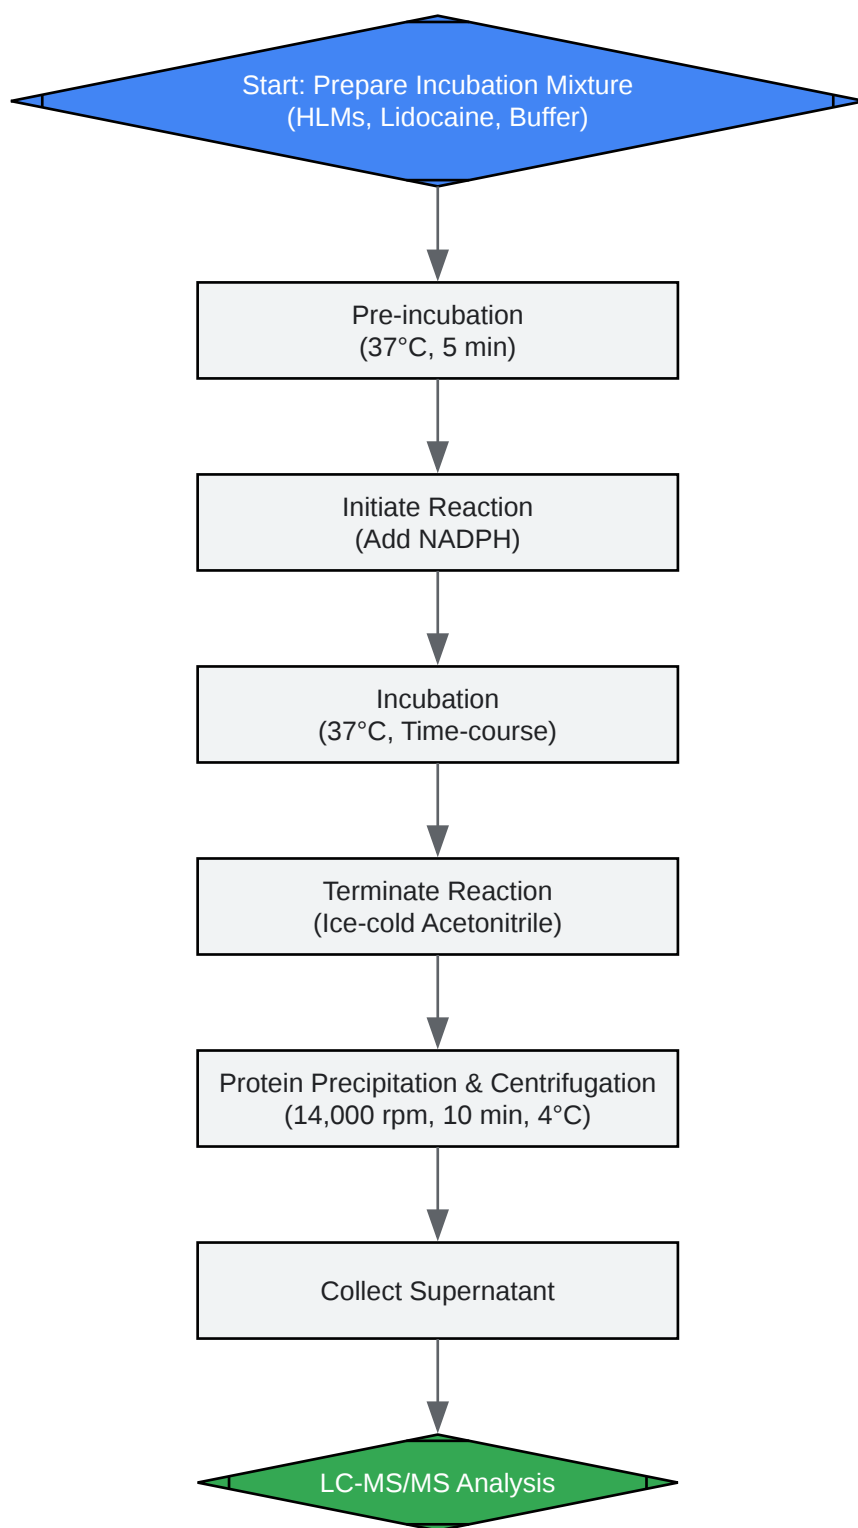 Start: Prepare Incubation Mixture
(HLMs, Lidocaine, Buffer)
Pre-incubation
(37°C, 5 min)
Initiate Reaction
(Add NADPH)
Incubation
(37°C, Time-course)
Terminate Reaction
(Ice-cold Acetonitrile)
Protein Precipitation & Centrifugation
(14,000 rpm, 10 min, 4°C)
Collect Supernatant
LC-MS/MS Analysis